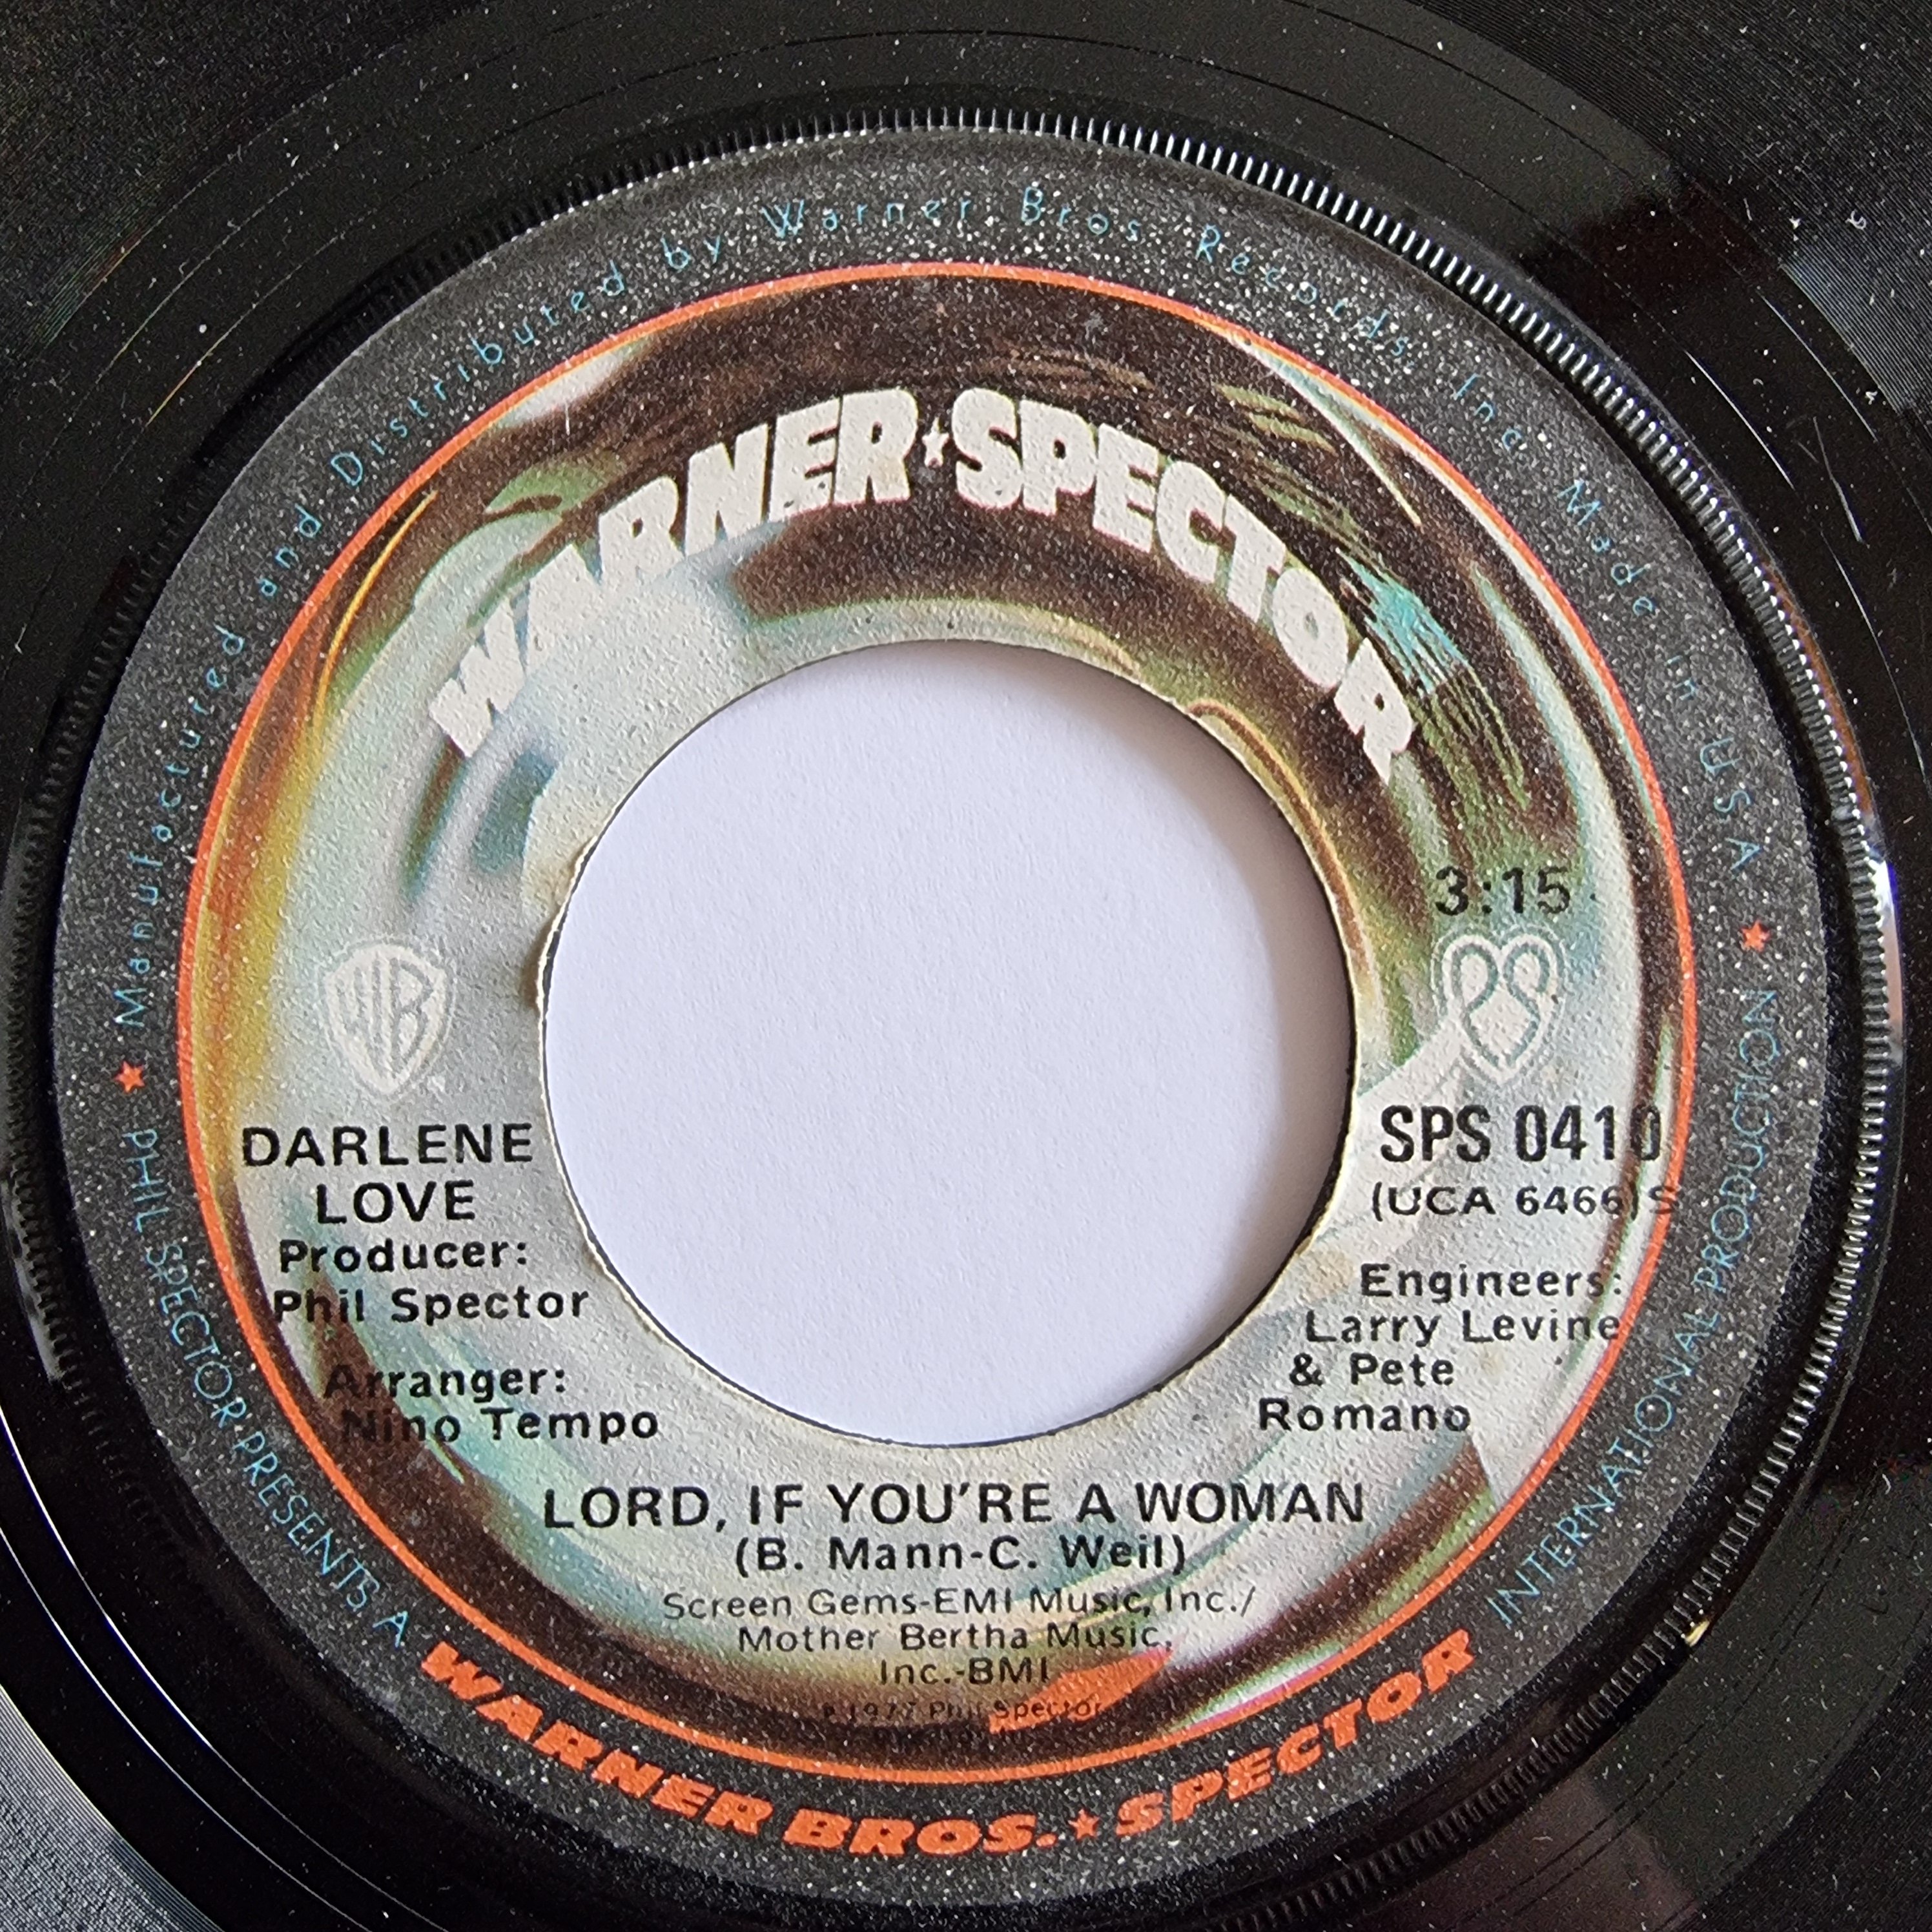 Manufactured and Distributed by Warner Bros. Records, Inc. Made in U.S.A.
WARNER★SPECTOR
3:15
WB
PS
DARLENE
LOVE
Producer:
Phil Spector
Arranger:
Nino Tempo
SPS 0410
(UCA 6466)S
Engineers:
Larry Levine
& Pete
Romano
LORD, IF YOU'RE A WOMAN
(B. Mann-C. Weil)
Screen Gems-EMI Music, Inc./
Mother Bertha Music,
Inc.-BMI
℗ 1977 Phil Spector
★ PHIL SPECTOR PRESENTS A WARNER BROS.★SPECTOR INTERNATIONAL PRODUCTION ★